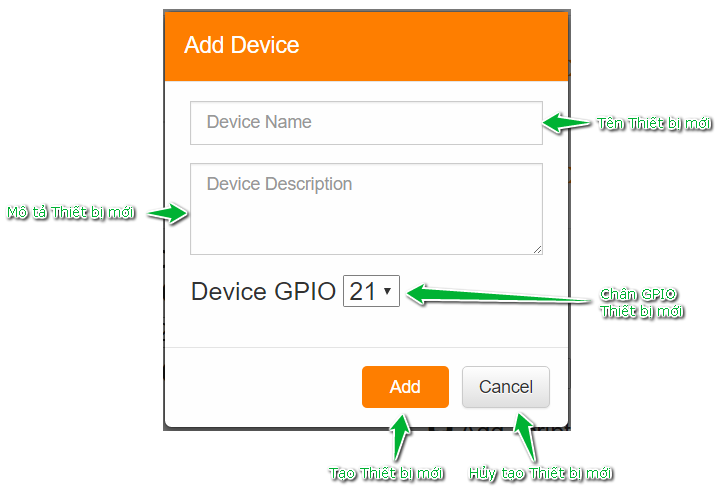 Add Device
Device Name
Tên Thiết bị mới
Device Description
Mô tả Thiết bị mới
Device GPIO 21
Chân GPIO
Thiết bị mới
Add
Cancel
Tạo Thiết bị mới
Hủy tạo Thiết bị mới